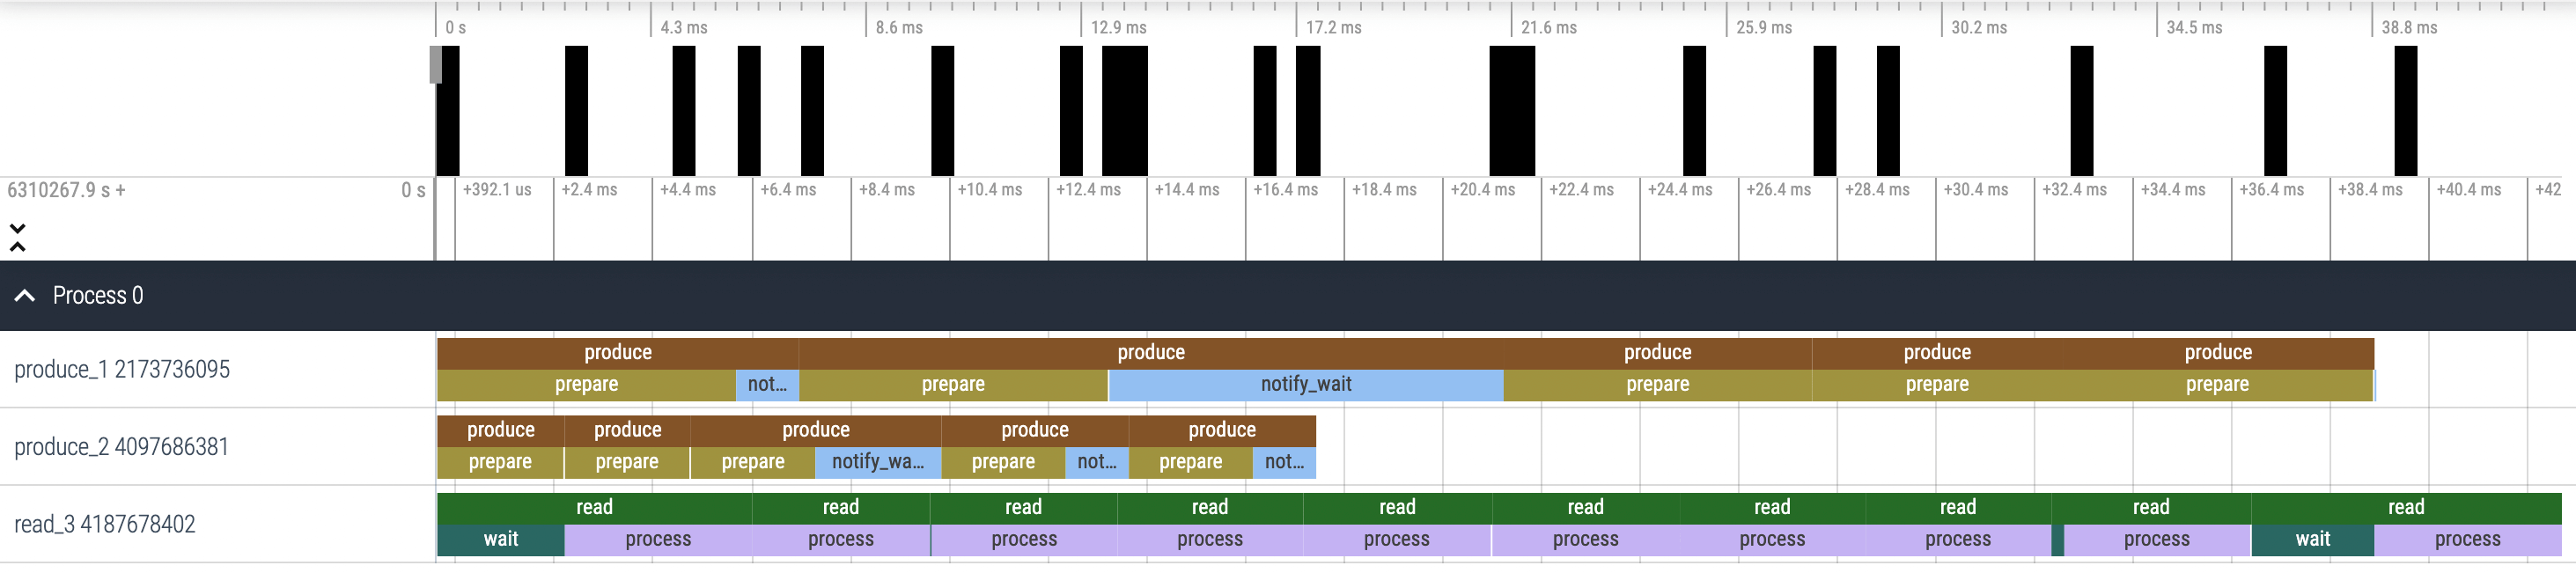 0 s 4.3 ms 8.6 ms 12.9 ms 17.2 ms 21.6 ms 25.9 ms 30.2 ms 34.5 ms 38.8 ms
6310267.9 s + 0 s +392.1 us +2.4 ms +4.4 ms +6.4 ms +8.4 ms +10.4 ms +12.4 ms +14.4 ms +16.4 ms +18.4 ms +20.4 ms +22.4 ms +24.4 ms +26.4 ms +28.4 ms +30.4 ms +32.4 ms +34.4 ms +36.4 ms +38.4 ms +40.4 ms +42
Process 0
produce produce produce produce produce
produce_1 2173736095
prepare not... prepare notify_wait prepare prepare prepare
produce produce produce produce produce
produce_2 4097686381
prepare prepare prepare notify_wa... prepare not... prepare not...
read read read read read read read read read read
read_3 4187678402
wait process process process process process process process process process wait process